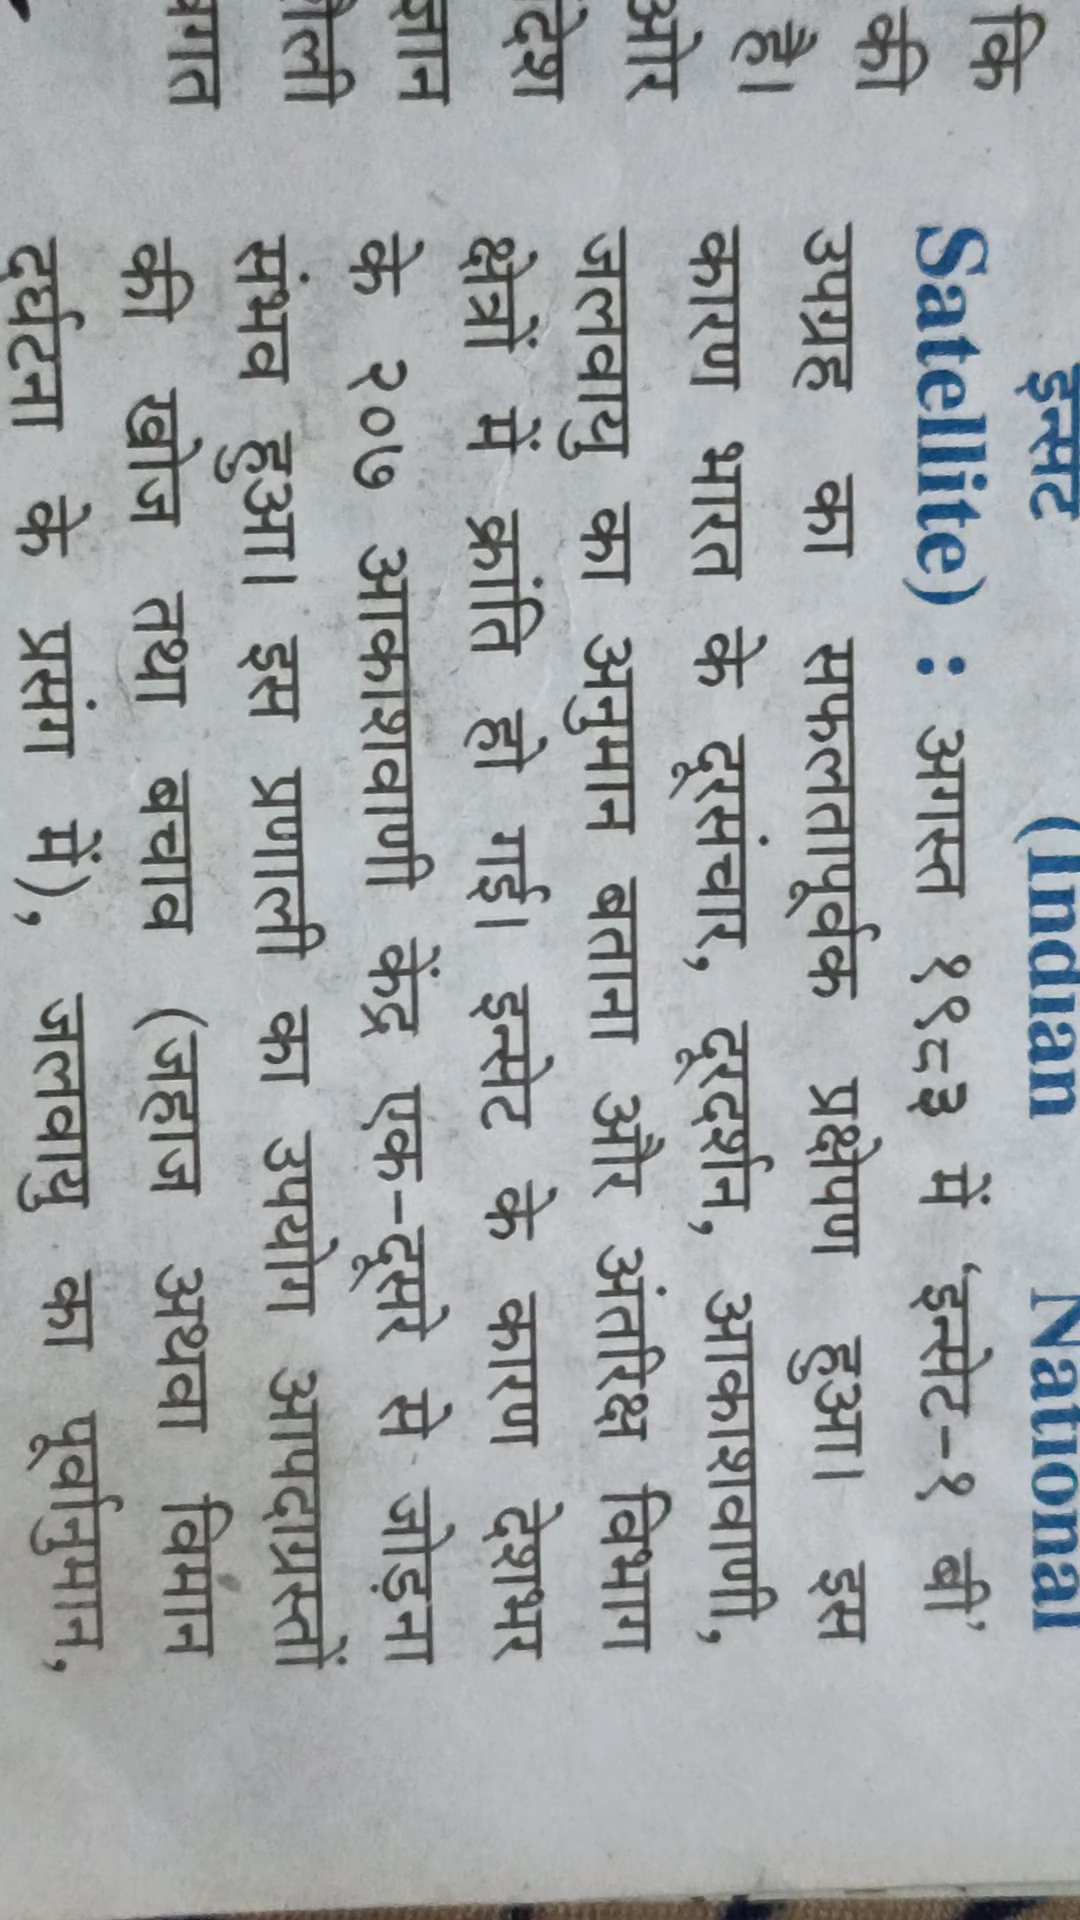 कि
की
है।
ओर
देश
ज्ञान
ोली
गत
इन्सेट (Indian National
Satellite) : अगस्त १९८३ में ‘इन्सेट-१ बी’
उपग्रह का सफलतापूर्वक प्रक्षेपण हुआ। इस
कारण भारत के दूरसंचार, दूरदर्शन, आकाशवाणी,
जलवायु का अनुमान बताना और अंतरिक्ष विभाग
क्षेत्रों में क्रांति हो गई। इन्सेट के कारण देशभर
के २०७ आकाशवाणी केंद्र एक-दूसरे से जोड़ना
संभव हुआ। इस प्रणाली का उपयोग आपदाग्रस्तों
की खोज तथा बचाव (जहाज अथवा विमान
दुर्घटना के प्रसंग में), जलवायु का पूर्वानुमान,